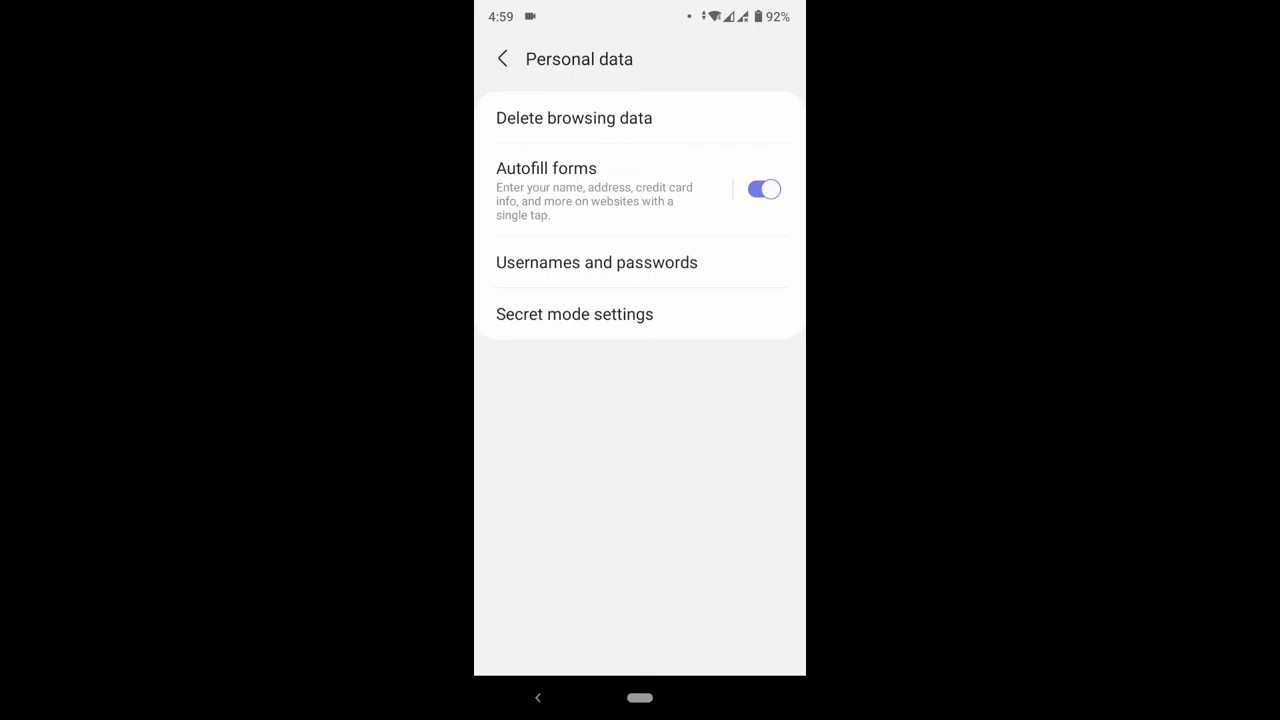 4:59
92%
Personal data
Delete browsing data
Autofill forms
Enter your name, address, credit card
info, and more on websites with a
single tap.
Usernames and passwords
Secret mode settings